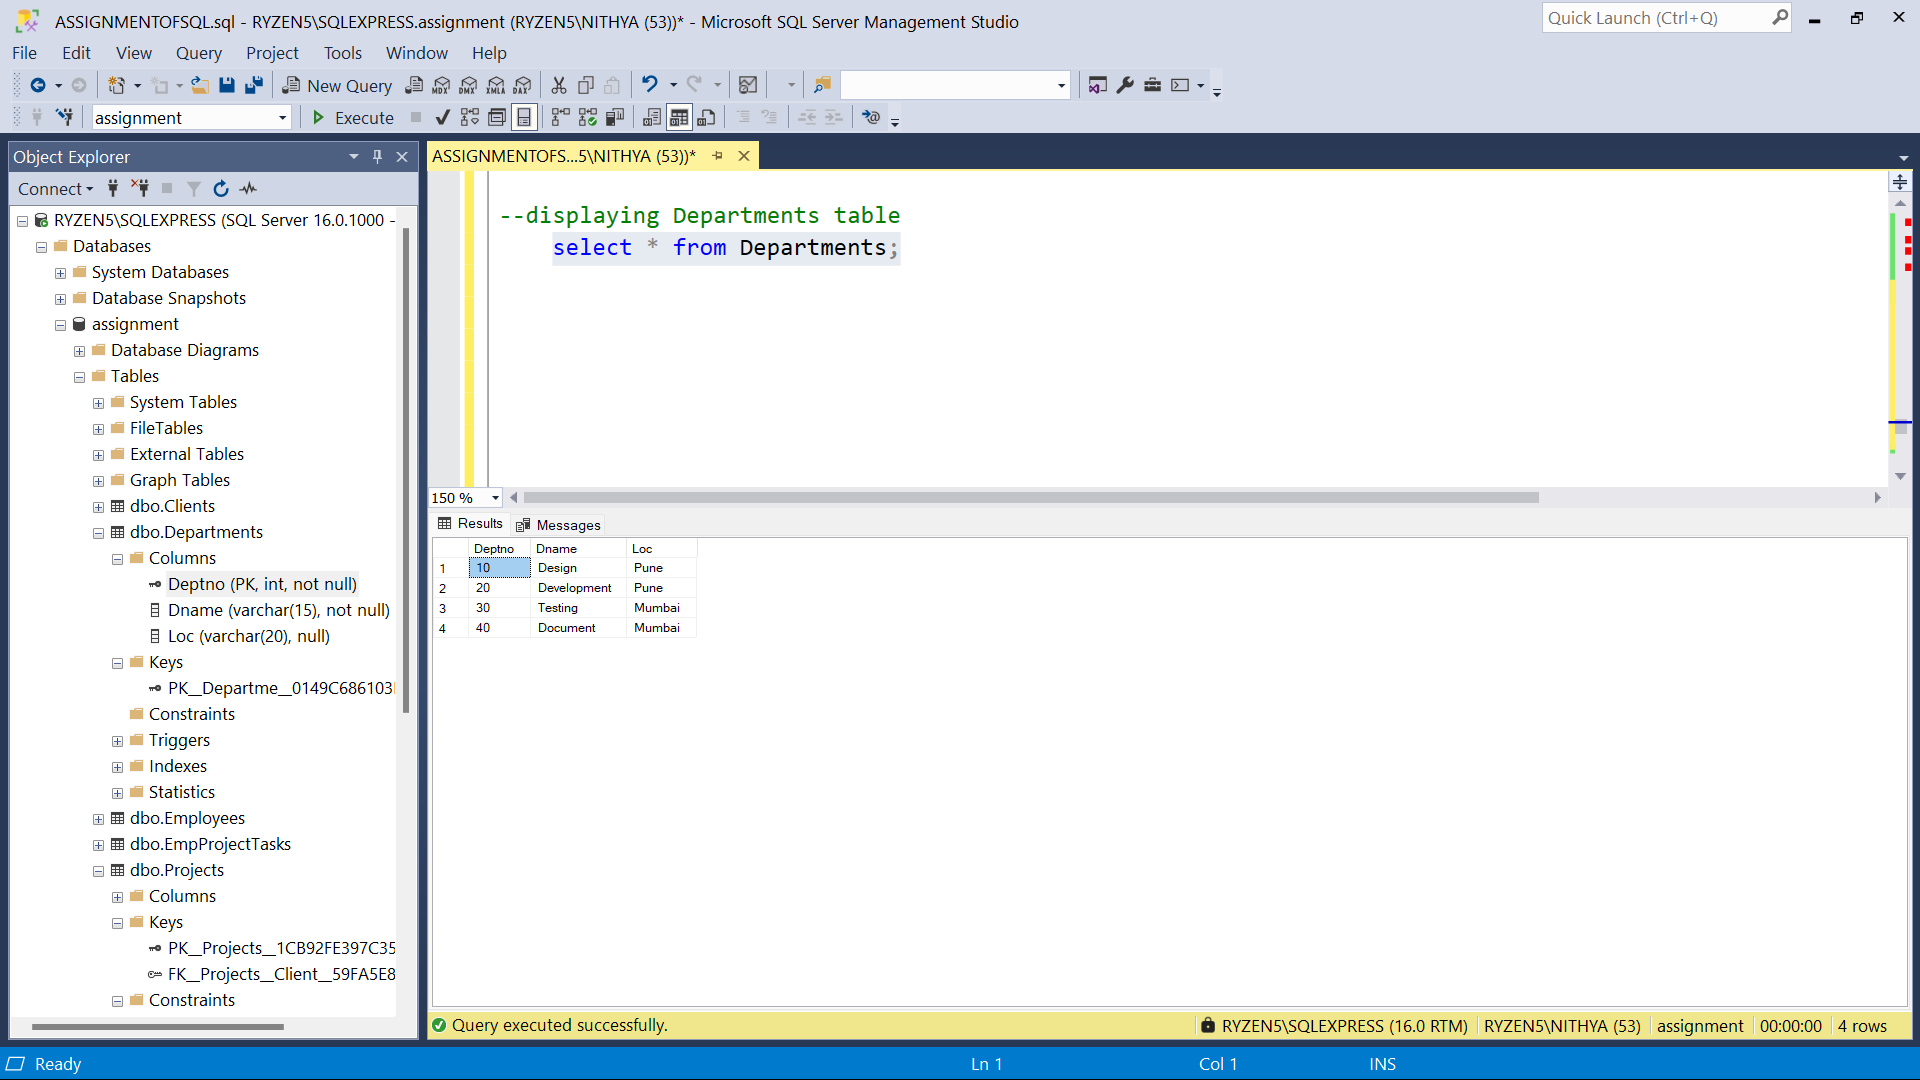 ASSIGNMENTOFSQL.sql - RYZEN5\SQLEXPRESS.assignment (RYZEN5\NITHYA (53))* - Microsoft SQL Server Management Studio
Quick Launch (Ctrl+Q)
File Edit View Query Project Tools Window Help
New Query MDX DMX XMLA DAX
assignment Execute
Object Explorer
Connect
RYZEN5\SQLEXPRESS (SQL Server 16.0.1000 -
Databases
System Databases
Database Snapshots
assignment
Database Diagrams
Tables
System Tables
FileTables
External Tables
Graph Tables
dbo.Clients
dbo.Departments
Columns
Deptno (PK, int, not null)
Dname (varchar(15), not null)
Loc (varchar(20), null)
Keys
PK__Departme__0149C686103
Constraints
Triggers
Indexes
Statistics
dbo.Employees
dbo.EmpProjectTasks
dbo.Projects
Columns
Keys
PK__Projects__1CB92FE397C35
FK__Projects__Client__59FA5E8
Constraints
ASSIGNMENTOFS...5\NITHYA (53))*
--displaying Departments table
select * from Departments;
150 %
Results Messages
Deptno Dname Loc
1 10 Design Pune
2 20 Development Pune
3 30 Testing Mumbai
4 40 Document Mumbai
Query executed successfully. RYZEN5\SQLEXPRESS (16.0 RTM) RYZEN5\NITHYA (53) assignment 00:00:00 4 rows
Ready Ln 1 Col 1 INS